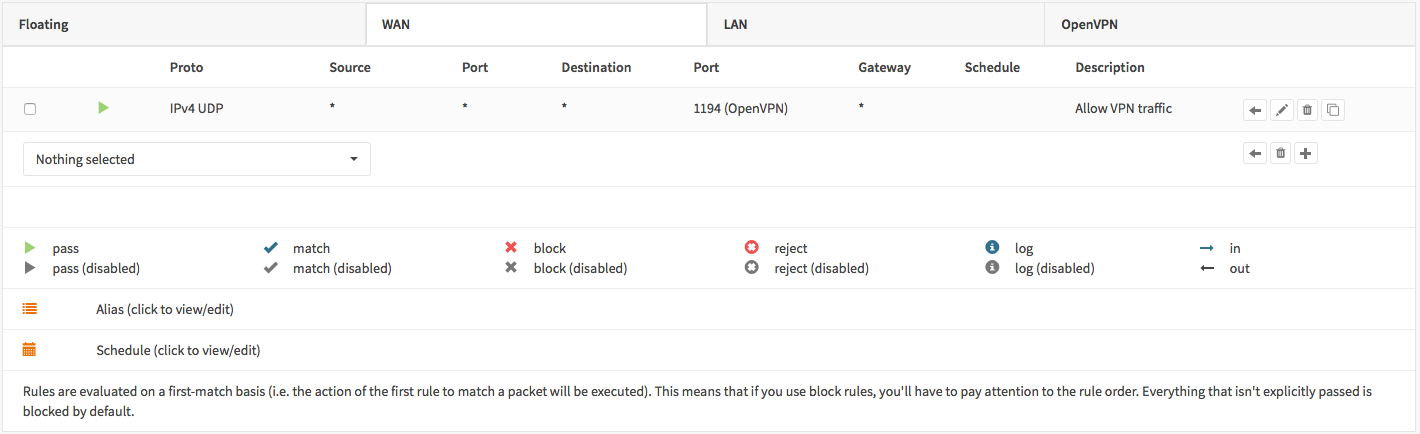 Floating WAN LAN OpenVPN
Proto Source Port Destination Port Gateway Schedule Description
IPv4 UDP * * * 1194 (OpenVPN) * Allow VPN traffic
Nothing selected
pass match block reject log in
pass (disabled) match (disabled) block (disabled) reject (disabled) log (disabled) out
Alias (click to view/edit)
Schedule (click to view/edit)
Rules are evaluated on a first-match basis (i.e. the action of the first rule to match a packet will be executed). This means that if you use block rules, you'll have to pay attention to the rule order. Everything that isn't explicitly passed is
blocked by default.